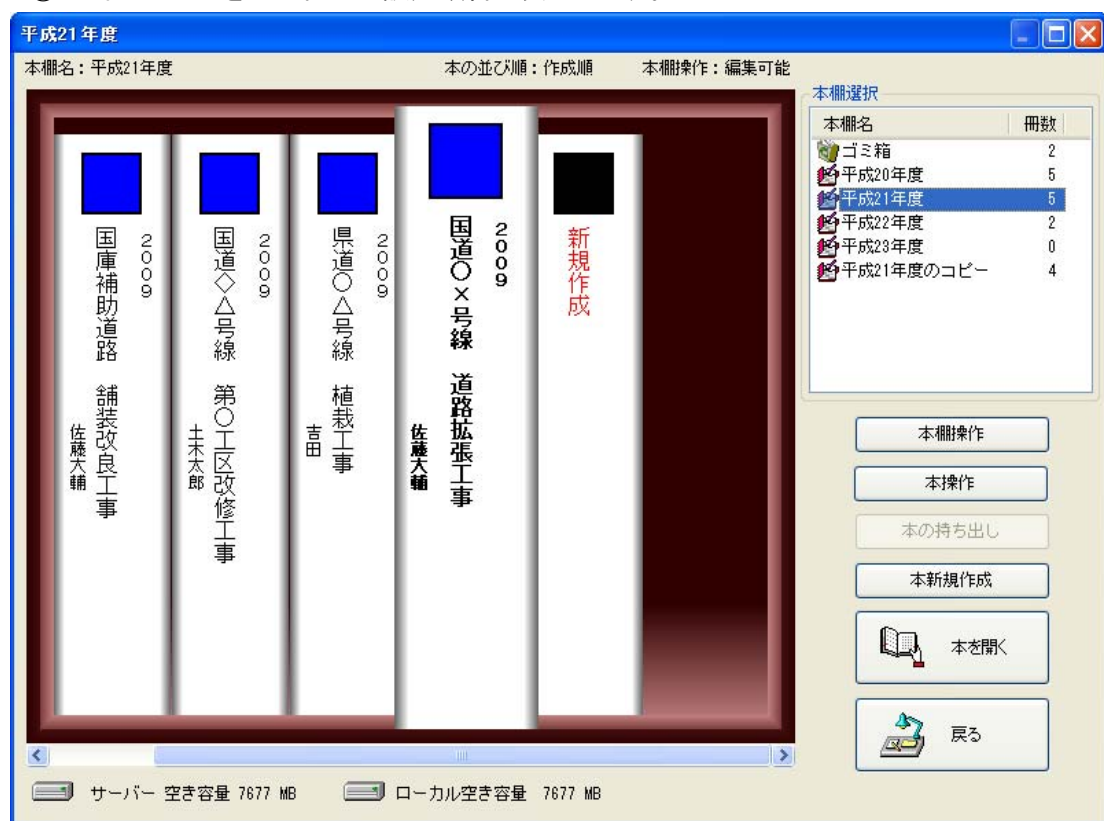 平成21年度
本棚名：平成21年度
本の並び順：作成順
本棚操作：編集可能
2009
国庫補助道路 舗装改良工事
佐藤大輔
2009
国道◇△号線 第○工区改修工事
土木太郎
2009
県道○△号線 植栽工事
吉田
2009
国道○×号線 道路拡張工事
佐藤大輔
新規作成
本棚選択
本棚名 冊数
ゴミ箱 2
平成20年度 5
平成21年度 5
平成22年度 2
平成23年度 0
平成21年度のコピー 4
本棚操作
本操作
本の持ち出し
本新規作成
本を開く
戻る
サーバー 空き容量 7677 MB
ローカル空き容量 7677 MB